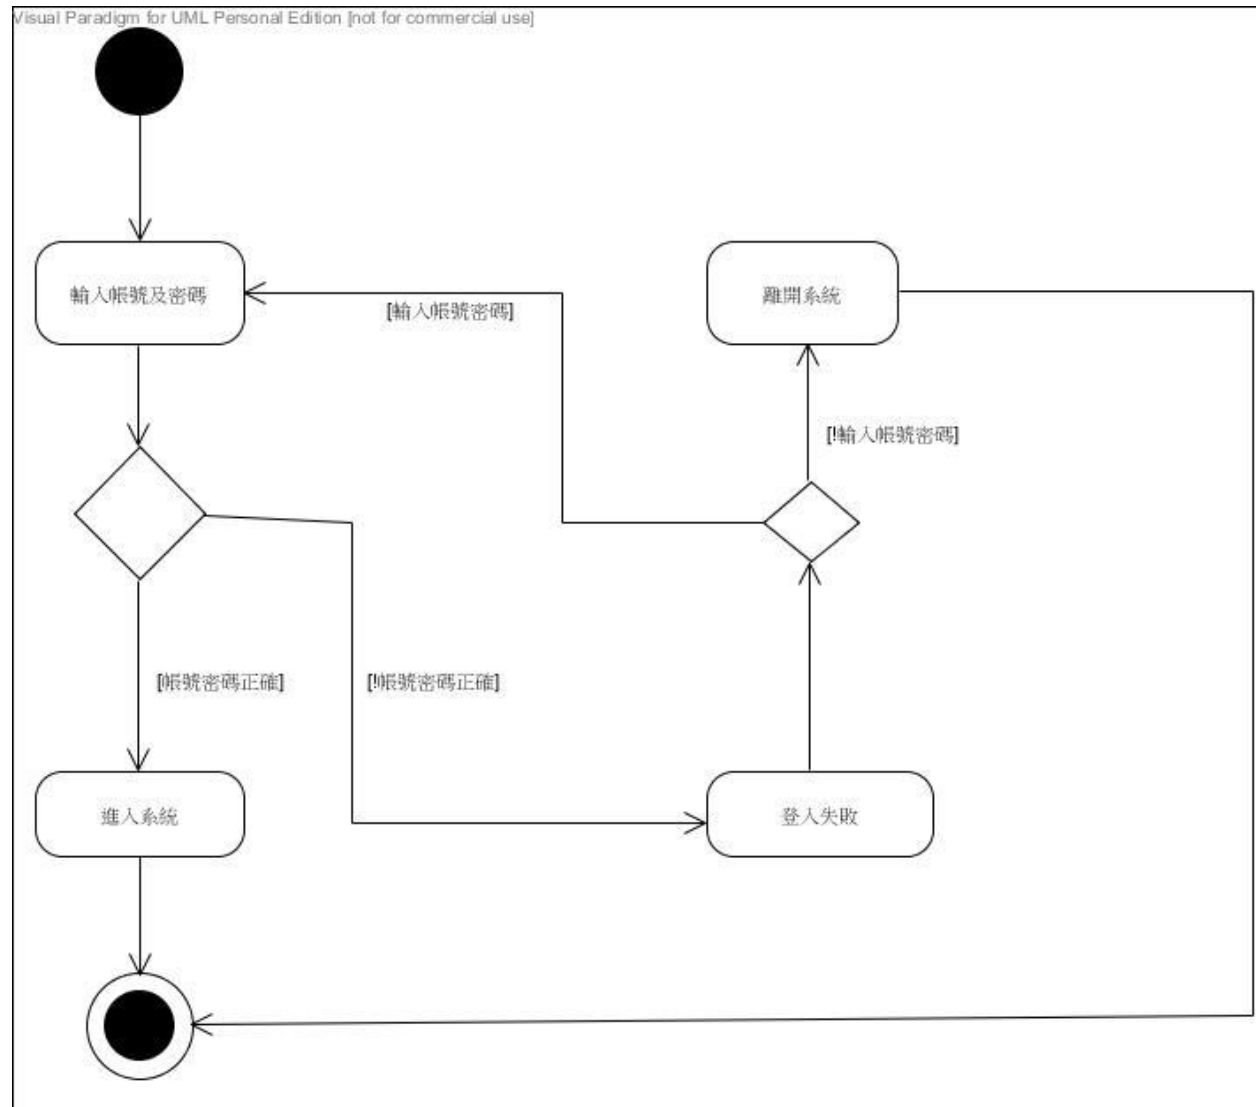 Visual Paradigm for UML Personal Edition [not for commercial use]
輸入帳號及密碼
離開系統
[輸入帳號密碼]
[!輸入帳號密碼]
[帳號密碼正確]
[!帳號密碼正確]
進入系統
登入失敗